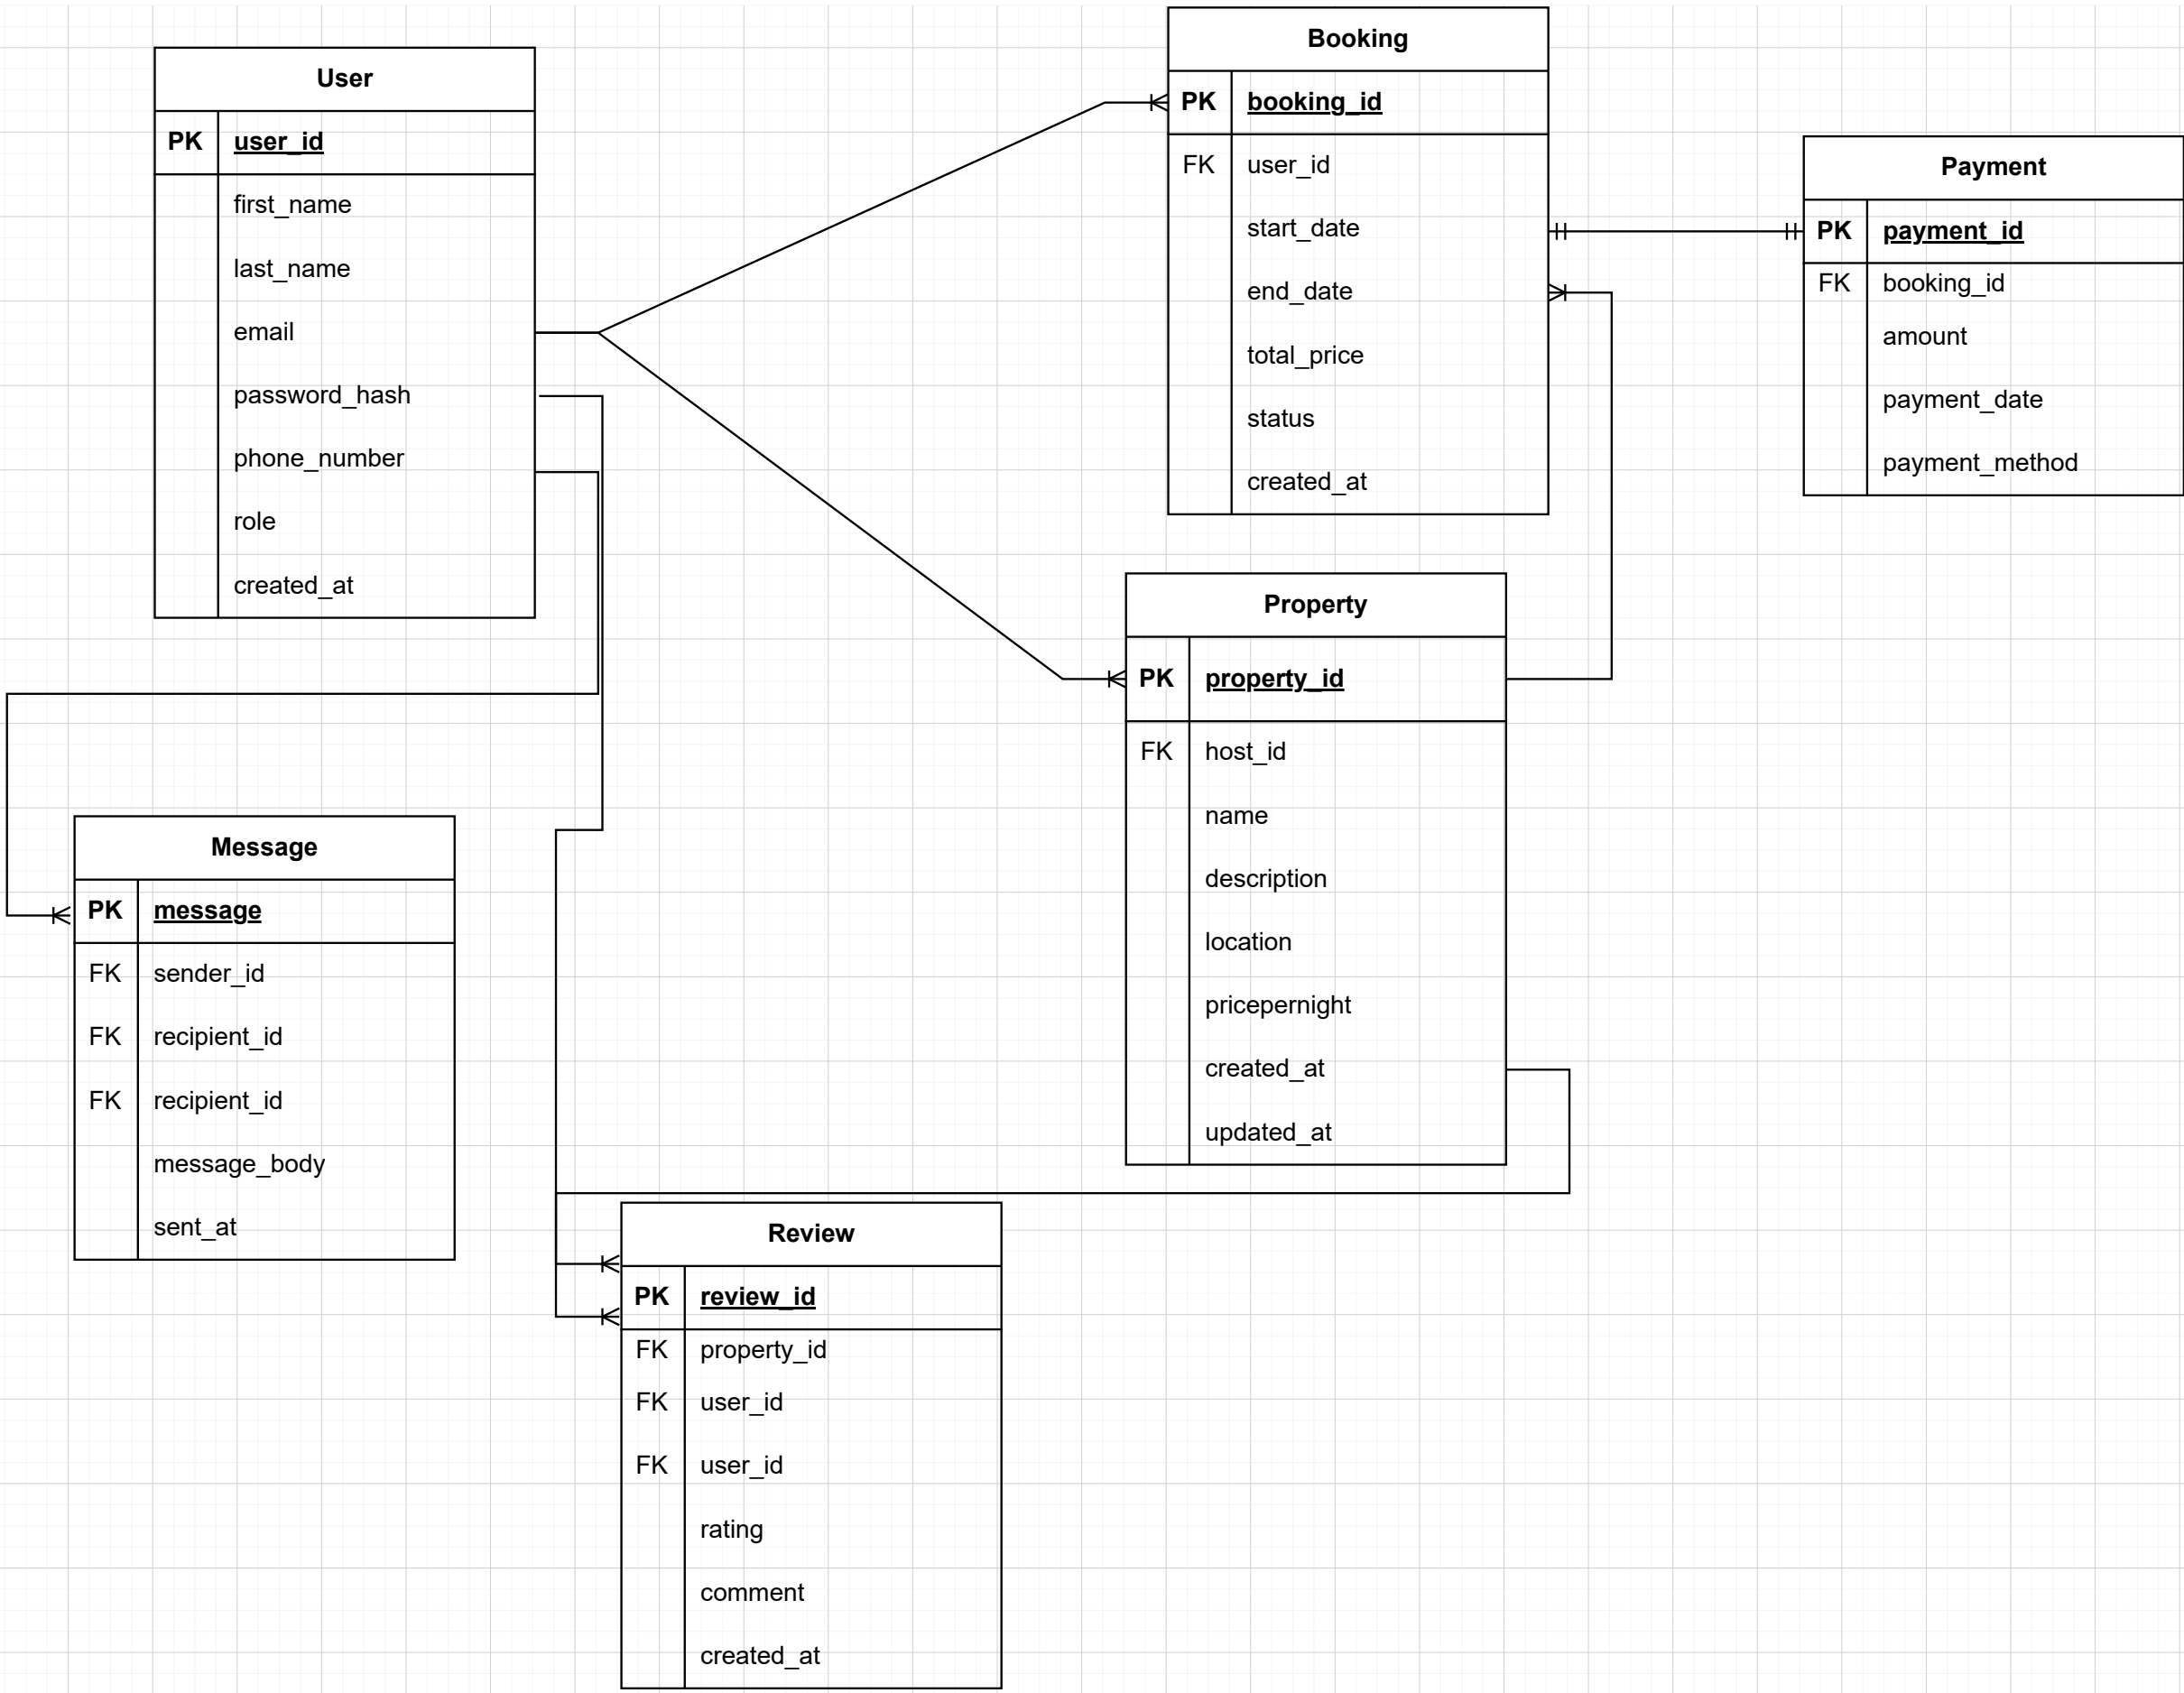 User
PK user_id
first_name
last_name
email
password_hash
phone_number
role
created_at
Booking
PK booking_id
FK user_id
start_date
end_date
total_price
status
created_at
Payment
PK payment_id
FK booking_id
amount
payment_date
payment_method
Property
PK property_id
FK host_id
name
description
location
pricepernight
created_at
updated_at
Message
PK message
FK sender_id
FK recipient_id
FK recipient_id
message_body
sent_at
Review
PK review_id
FK property_id
FK user_id
FK user_id
rating
comment
created_at